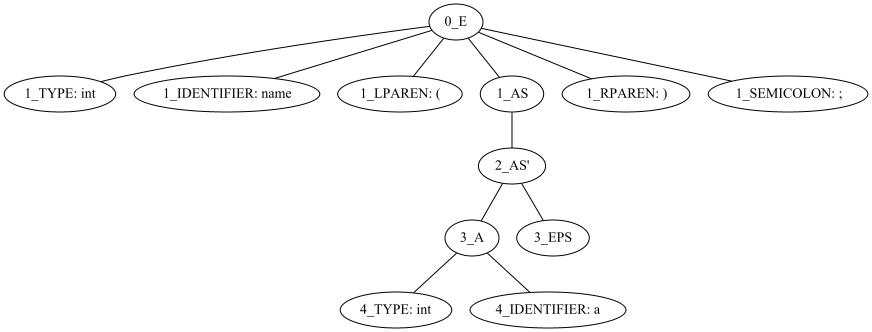 0_E
1_TYPE: int
1_IDENTIFIER: name
1_LPAREN: (
1_AS
1_RPAREN: )
1_SEMICOLON: ;
2_AS'
3_A
3_EPS
4_TYPE: int
4_IDENTIFIER: a